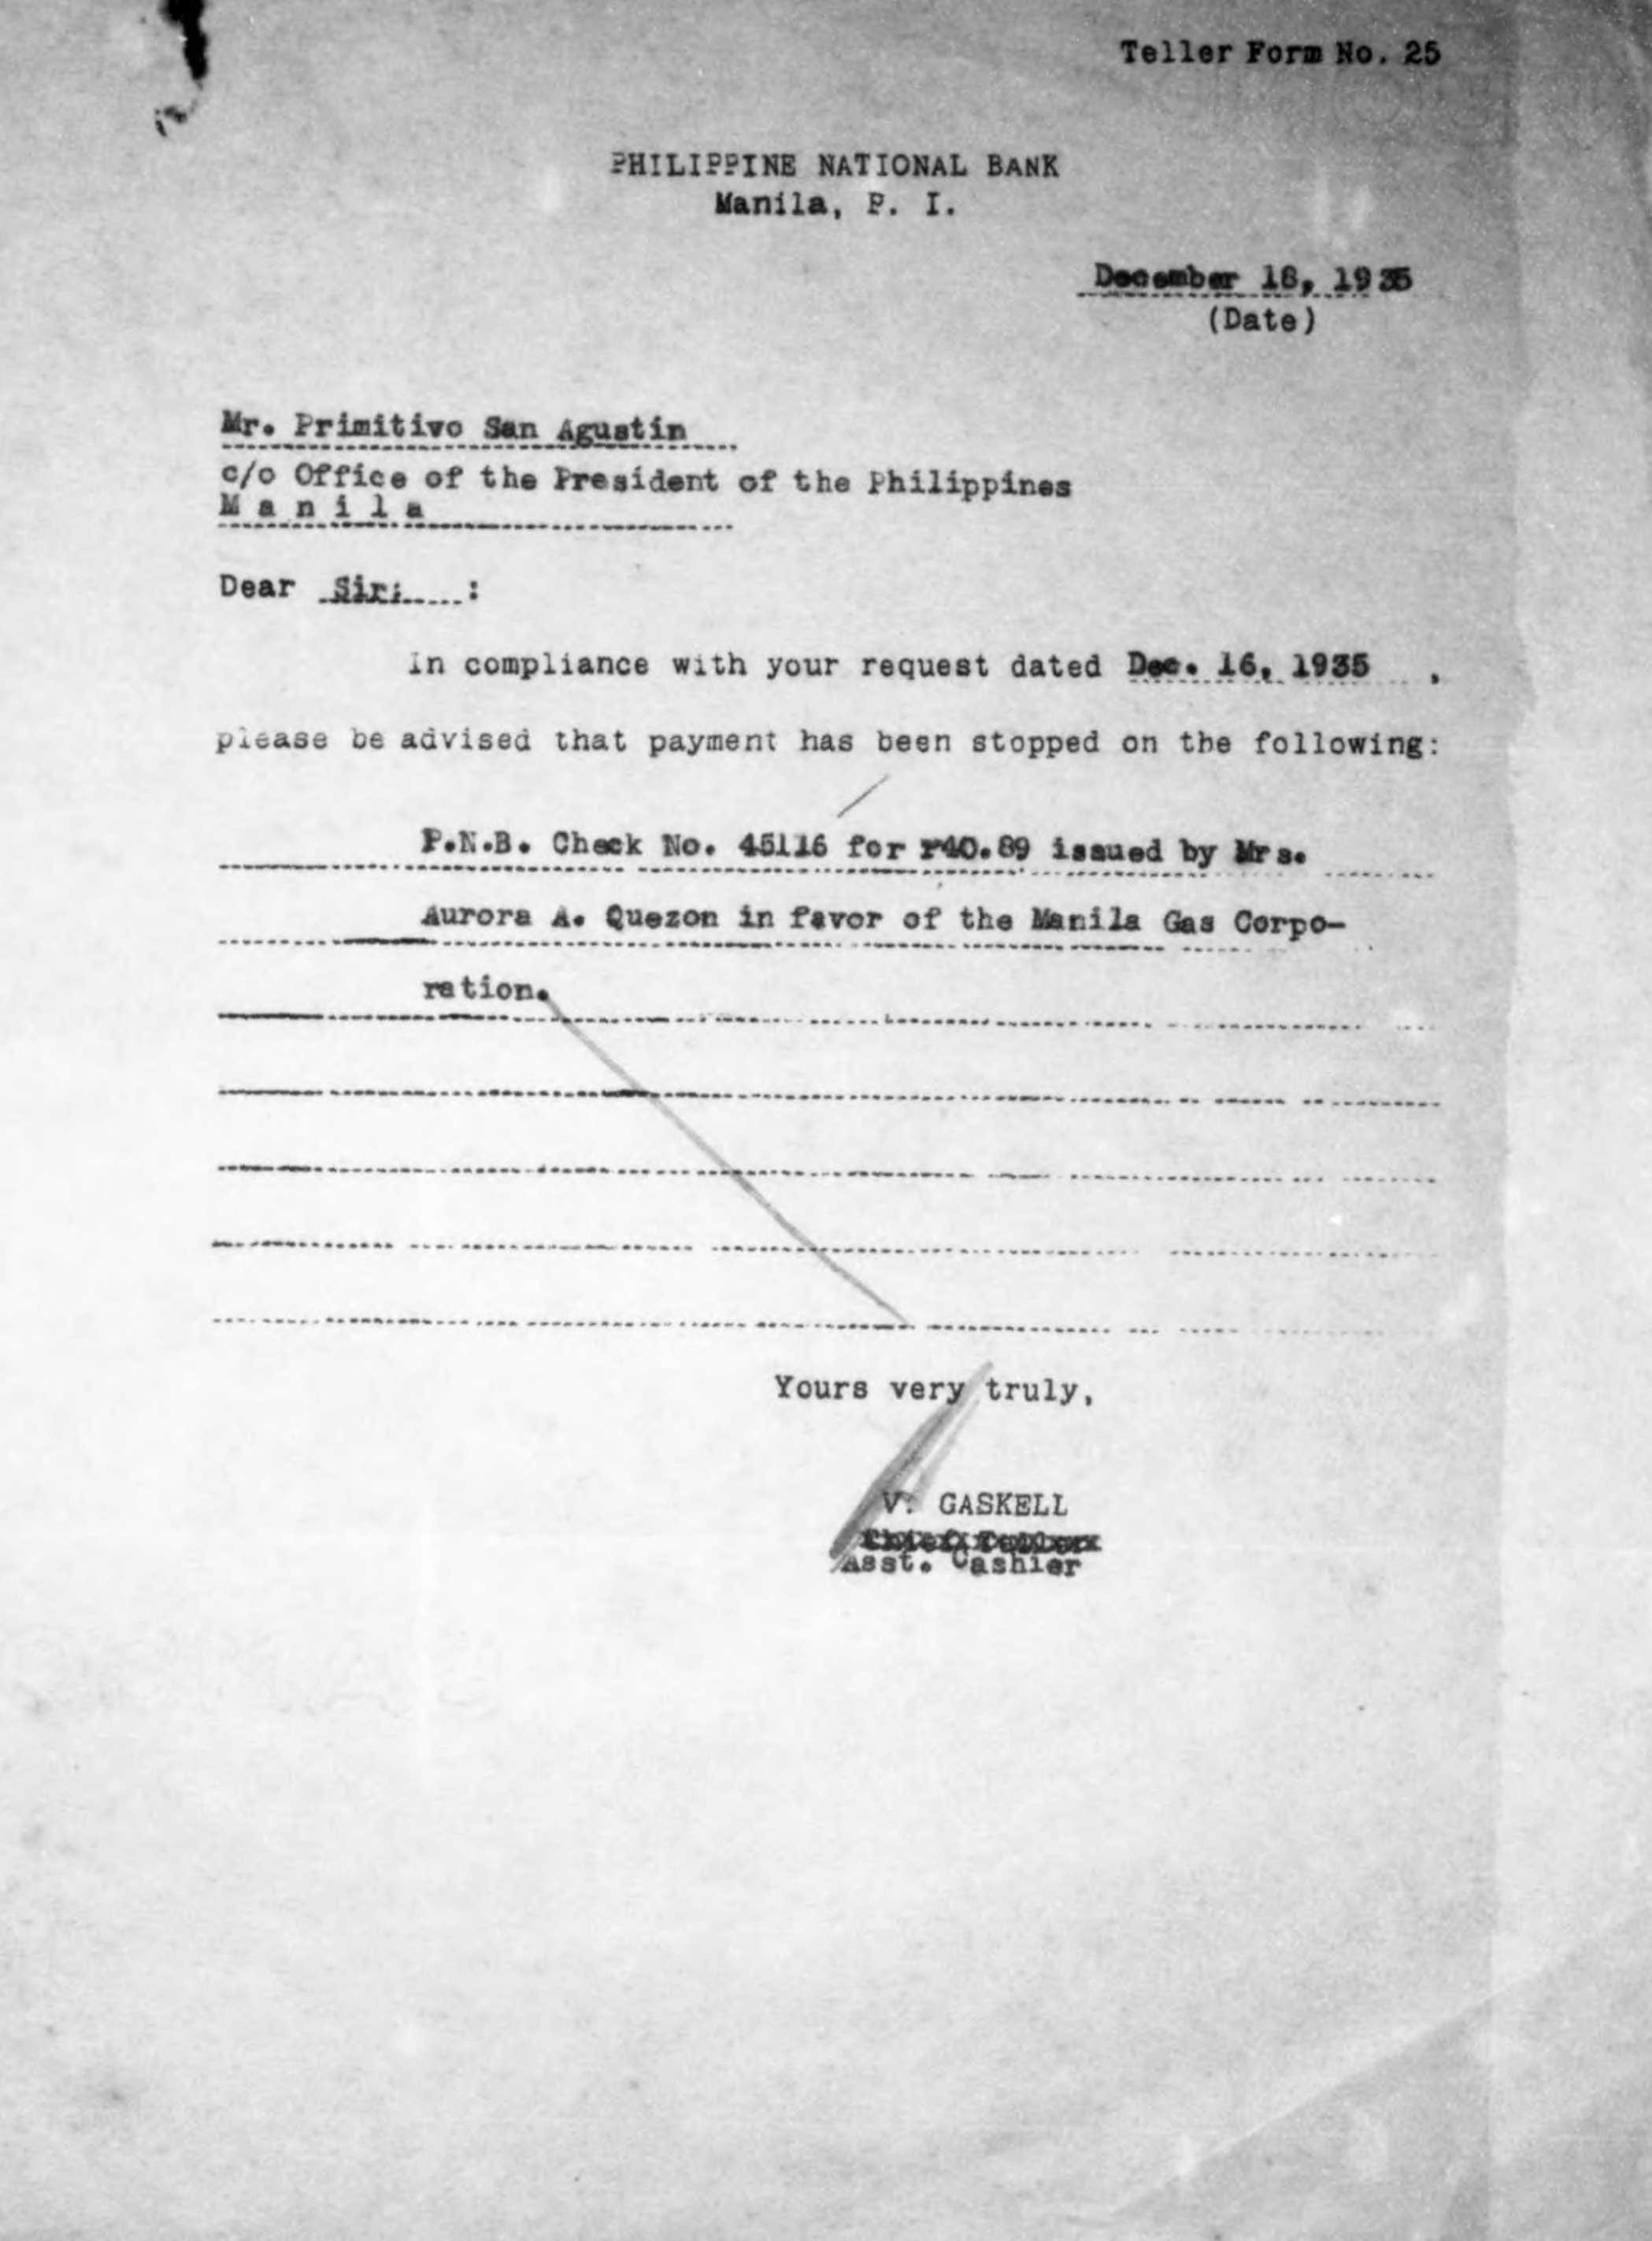 Teller Form No. 25
PHILIPPINE NATIONAL BANK
Manila, P. I.
December 18, 1935
(Date)
Mr. Primitivo San Agustin
c/o Office of the President of the Philippines
M a n i l a
Dear Sir: :
In compliance with your request dated Dec. 16, 1935 ,
please be advised that payment has been stopped on the following:
P.N.B. Check No. 45116 for ₱40.89 issued by Mrs.
Aurora A. Quezon in favor of the Manila Gas Corpo-
ration.
Yours very truly,
V. GASKELL
Chief Teller
Asst. Cashier